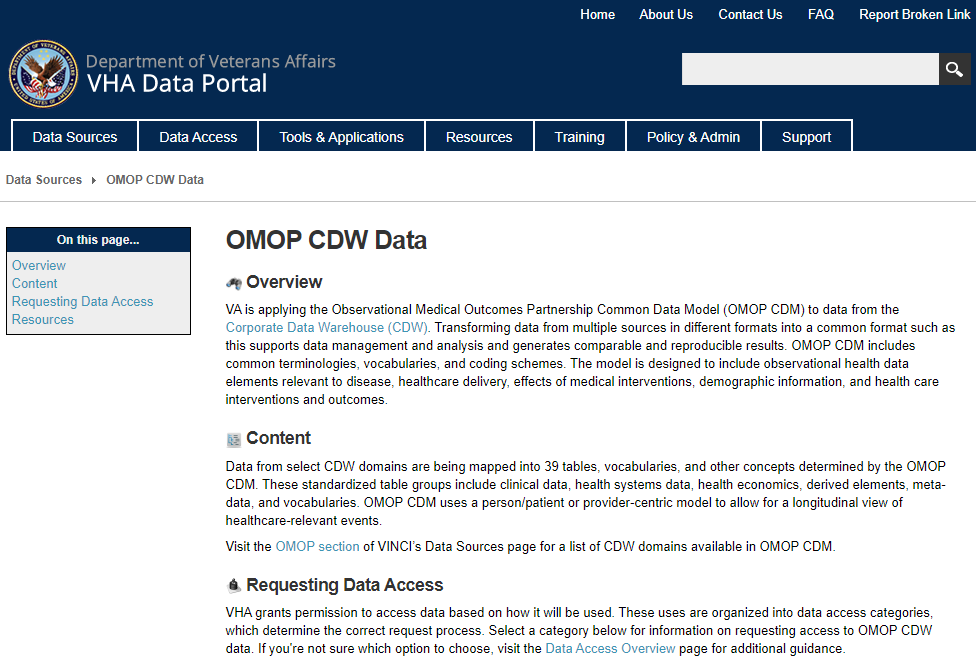 Home About Us Contact Us FAQ Report Broken Link
Department of Veterans Affairs
VHA Data Portal
Data Sources Data Access Tools & Applications Resources Training Policy & Admin Support
Data Sources OMOP CDW Data
On this page...
Overview
Content
Requesting Data Access
Resources
OMOP CDW Data
Overview
VA is applying the Observational Medical Outcomes Partnership Common Data Model (OMOP CDM) to data from the
Corporate Data Warehouse (CDW). Transforming data from multiple sources in different formats into a common format such as
this supports data management and analysis and generates comparable and reproducible results. OMOP CDM includes
common terminologies, vocabularies, and coding schemes. The model is designed to include observational health data
elements relevant to disease, healthcare delivery, effects of medical interventions, demographic information, and health care
interventions and outcomes.
Content
Data from select CDW domains are being mapped into 39 tables, vocabularies, and other concepts determined by the OMOP
CDM. These standardized table groups include clinical data, health systems data, health economics, derived elements, meta-
data, and vocabularies. OMOP CDM uses a person/patient or provider-centric model to allow for a longitudinal view of
healthcare-relevant events.
Visit the OMOP section of VINCI's Data Sources page for a list of CDW domains available in OMOP CDM.
Requesting Data Access
VHA grants permission to access data based on how it will be used. These uses are organized into data access categories,
which determine the correct request process. Select a category below for information on requesting access to OMOP CDW
data. If you're not sure which option to choose, visit the Data Access Overview page for additional guidance.